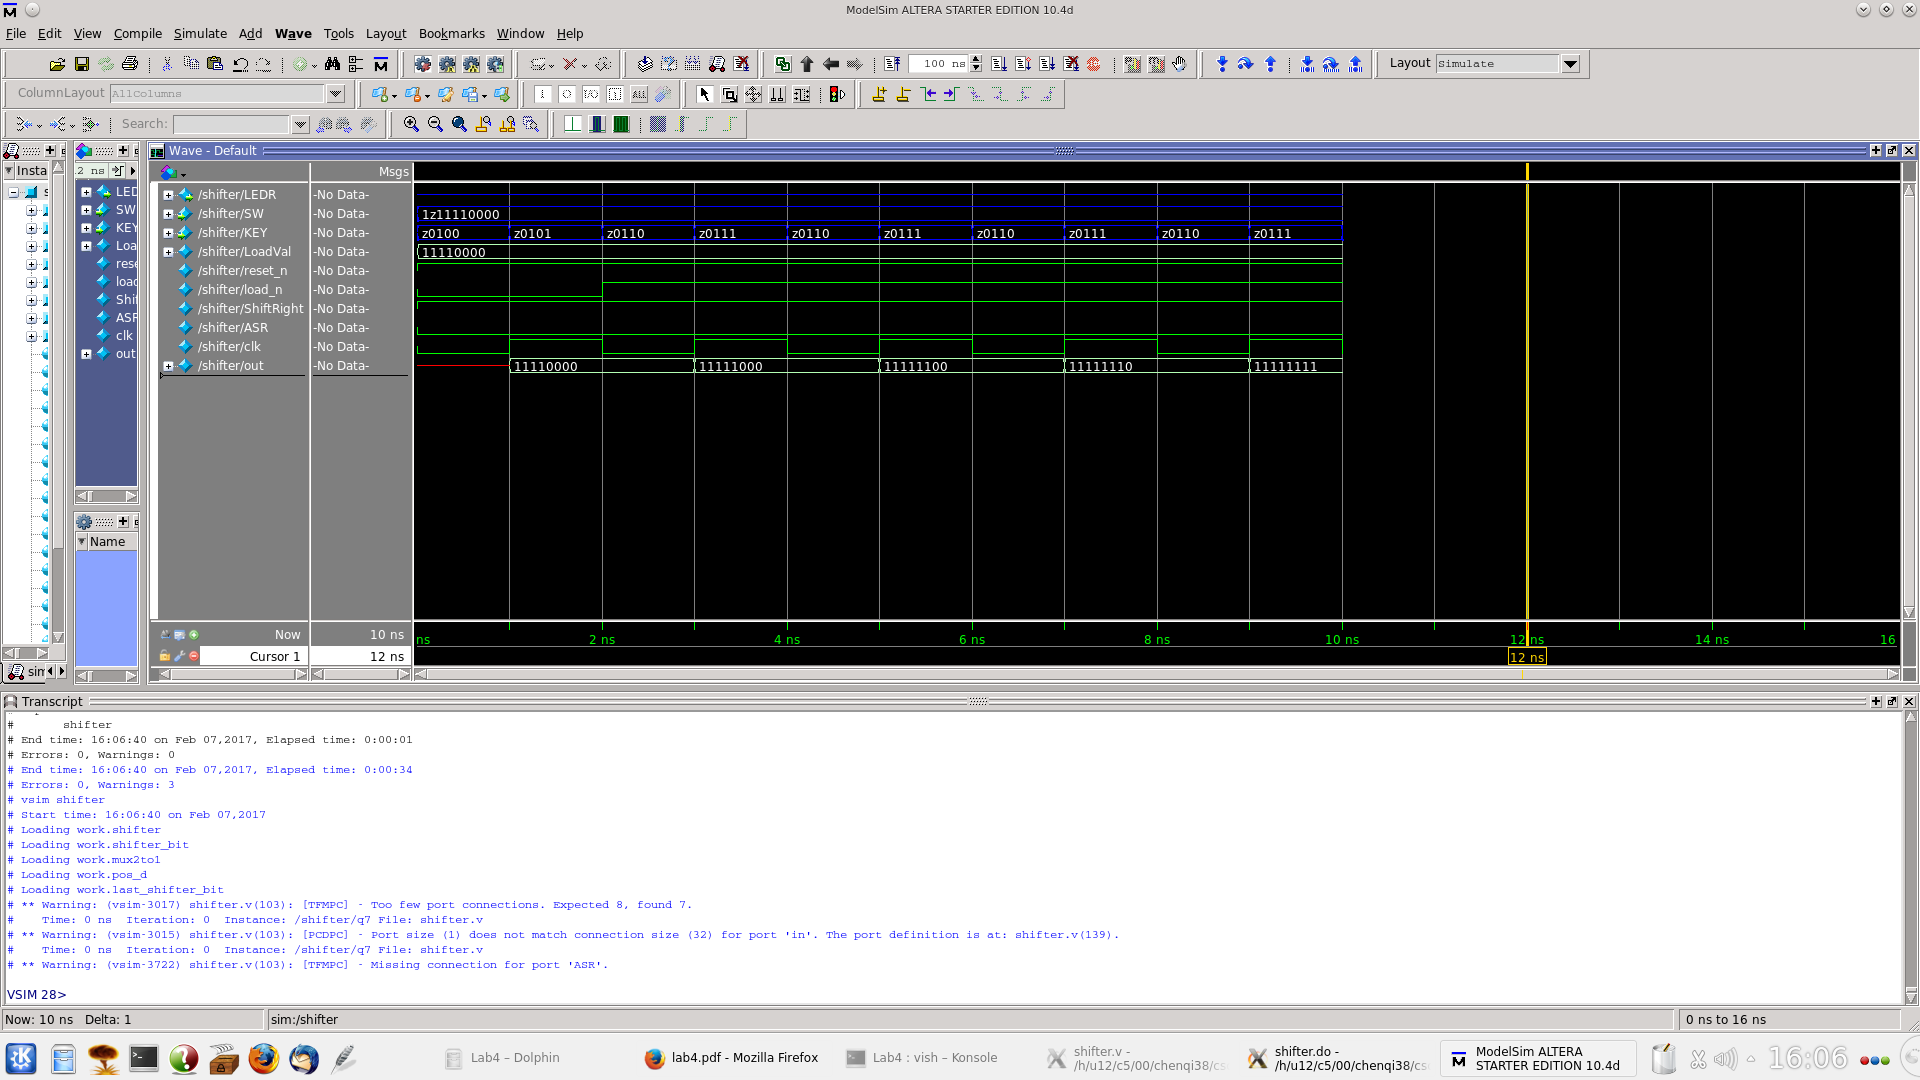 ModelSim ALTERA STARTER EDITION 10.4d
File Edit View Compile Simulate Add Wave Tools Layout Bookmarks Window Help
100 ns
Layout Simulate
ColumnLayout AllColumns
Search:
Wave - Default
Insta
.2 ns
Msgs
LED
SW
KEY
Loa
rese
load
Shi
ASR
clk
out
/shifter/LEDR -No Data-
/shifter/SW -No Data- 1z11110000
/shifter/KEY -No Data- z0100 z0101 z0110 z0111 z0110 z0111 z0110 z0111 z0110 z0111
/shifter/LoadVal -No Data- 11110000
/shifter/reset_n -No Data-
/shifter/load_n -No Data-
/shifter/ShiftRight -No Data-
/shifter/ASR -No Data-
/shifter/clk -No Data-
/shifter/out -No Data- 11110000 11111000 11111100 11111110 11111111
Name
Now 10 ns ns 2 ns 4 ns 6 ns 8 ns 10 ns 12 ns 14 ns 16
Cursor 1 12 ns 12 ns
sim
Transcript
# shifter
# End time: 16:06:40 on Feb 07,2017, Elapsed time: 0:00:01
# Errors: 0, Warnings: 0
# End time: 16:06:40 on Feb 07,2017, Elapsed time: 0:00:34
# Errors: 0, Warnings: 3
# vsim shifter
# Start time: 16:06:40 on Feb 07,2017
# Loading work.shifter
# Loading work.shifter_bit
# Loading work.mux2to1
# Loading work.pos_d
# Loading work.last_shifter_bit
# ** Warning: (vsim-3017) shifter.v(103): [TFMPC] - Too few port connections. Expected 8, found 7.
# Time: 0 ns Iteration: 0 Instance: /shifter/q7 File: shifter.v
# ** Warning: (vsim-3015) shifter.v(103): [PCDPC] - Port size (1) does not match connection size (32) for port 'in'. The port definition is at: shifter.v(139).
# Time: 0 ns Iteration: 0 Instance: /shifter/q7 File: shifter.v
# ** Warning: (vsim-3722) shifter.v(103): [TFMPC] - Missing connection for port 'ASR'.
VSIM 28>
Now: 10 ns Delta: 1 sim:/shifter 0 ns to 16 ns
Lab4 – Dolphin
lab4.pdf - Mozilla Firefox
Lab4 : vish – Konsole
shifter.v -
/h/u12/c5/00/chenqi38/cs
shifter.do -
/h/u12/c5/00/chenqi38/cs
ModelSim ALTERA
STARTER EDITION 10.4d
16:06